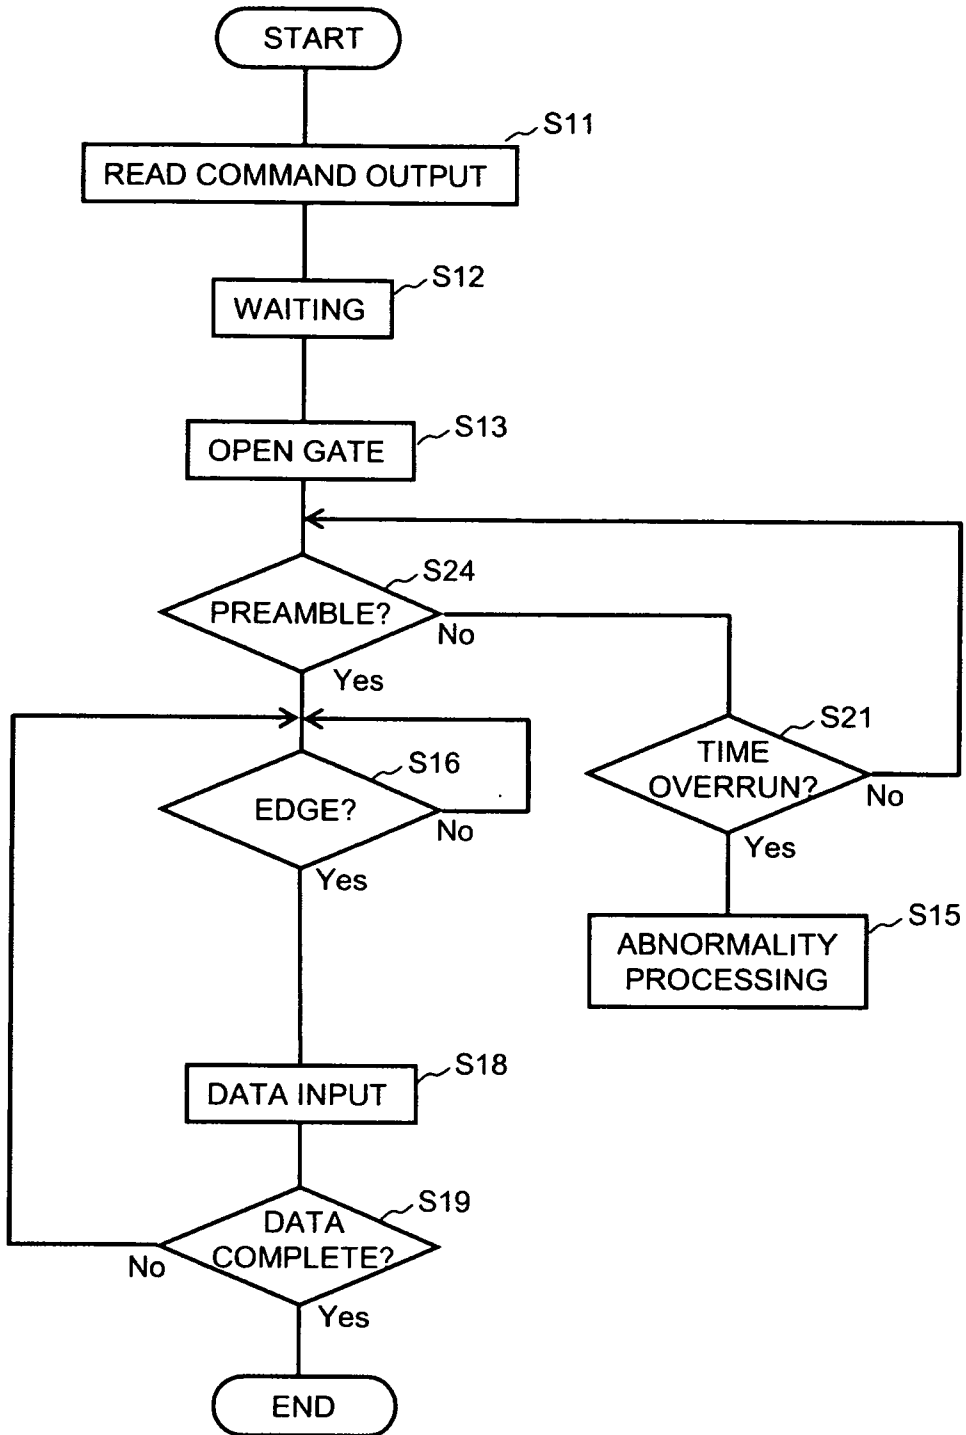 START
S11
READ COMMAND OUTPUT
S12
WAITING
S13
OPEN GATE
S24
PREAMBLE?
No
Yes
S21
TIME
OVERRUN?
No
Yes
S16
EDGE?
No
Yes
S15
ABNORMALITY
PROCESSING
S18
DATA INPUT
S19
DATA
COMPLETE?
No
Yes
END